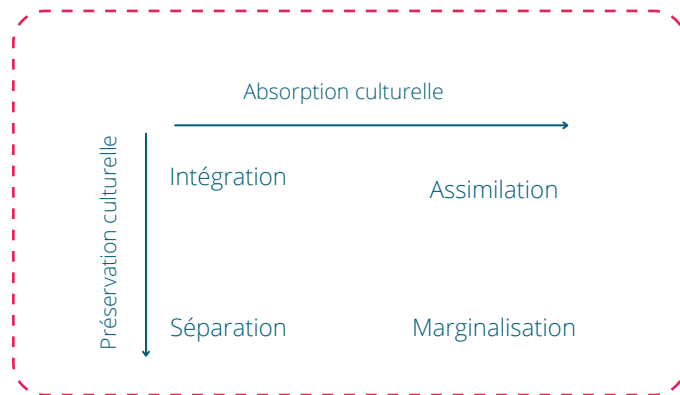 Absorption culturelle
Préservation culturelle
Intégration
Assimilation
Séparation
Marginalisation